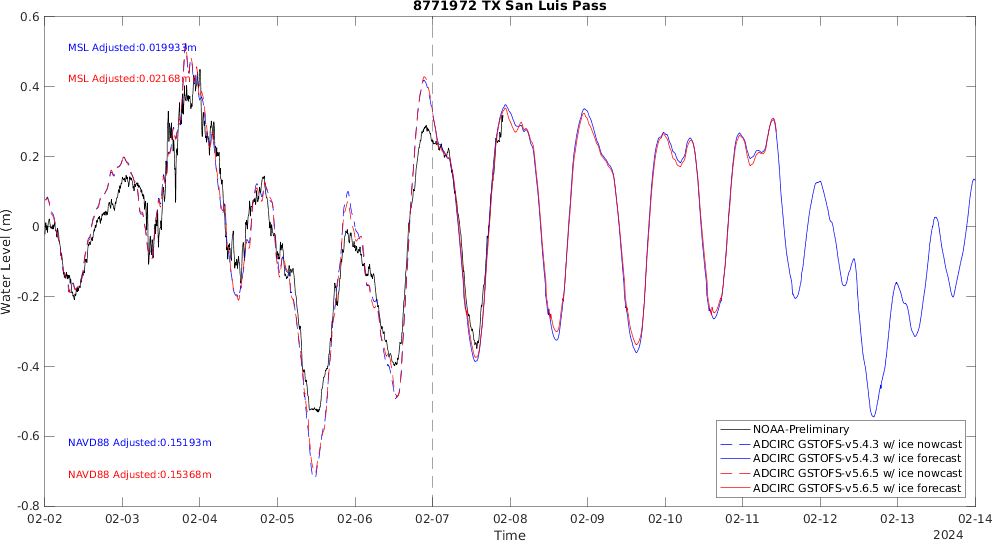 8771972 TX San Luis Pass
0.6
0.4
0.2
0
-0.2
-0.4
-0.6
-0.8
Water Level (m)
MSL Adjusted:0.019933m
MSL Adjusted:0.02168m
NAVD88 Adjusted:0.15193m
NAVD88 Adjusted:0.15368m
NOAA-Preliminary
ADCIRC GSTOFS-v5.4.3 w/ ice nowcast
ADCIRC GSTOFS-v5.4.3 w/ ice forecast
ADCIRC GSTOFS-v5.6.5 w/ ice nowcast
ADCIRC GSTOFS-v5.6.5 w/ ice forecast
02-02 02-03 02-04 02-05 02-06 02-07 02-08 02-09 02-10 02-11 02-12 02-13 02-14
Time
2024